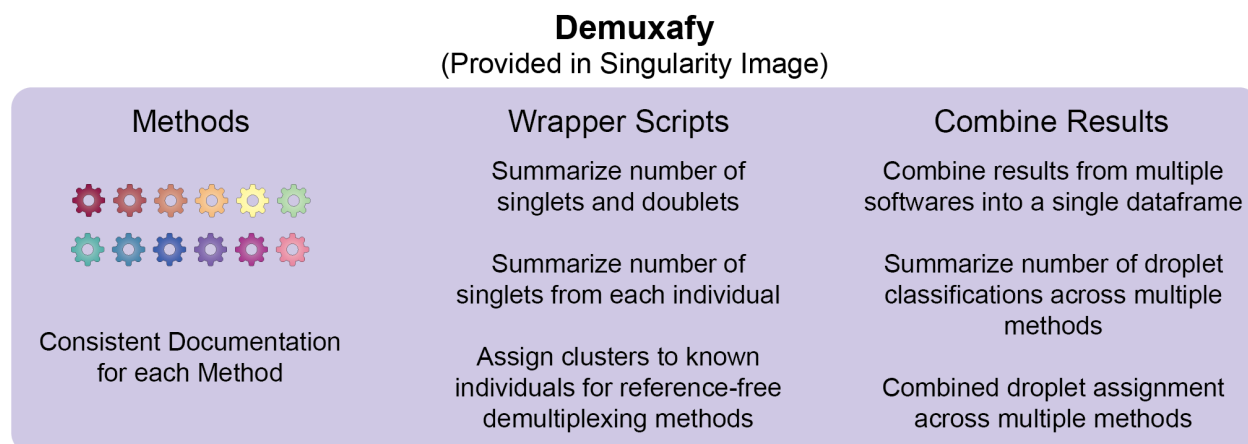 Demuxafy
(Provided in Singularity Image)
Methods
Consistent Documentation
for each Method
Wrapper Scripts
Summarize number of
singlets and doublets
Summarize number of
singlets from each individual
Assign clusters to known
individuals for reference-free
demultiplexing methods
Combine Results
Combine results from multiple
softwares into a single dataframe
Summarize number of droplet
classifications across multiple
methods
Combined droplet assignment
across multiple methods